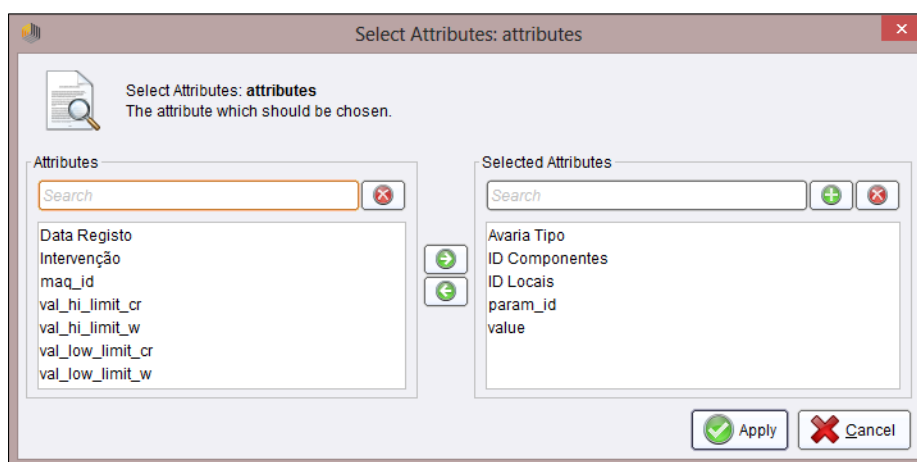 Select Attributes: attributes
Select Attributes: attributes
The attribute which should be chosen.
Attributes
Search
Data Registo
Intervenção
maq_id
val_hi_limit_cr
val_hi_limit_w
val_low_limit_cr
val_low_limit_w
Selected Attributes
Search
Avaria Tipo
ID Componentes
ID Locais
param_id
value
Apply
Cancel